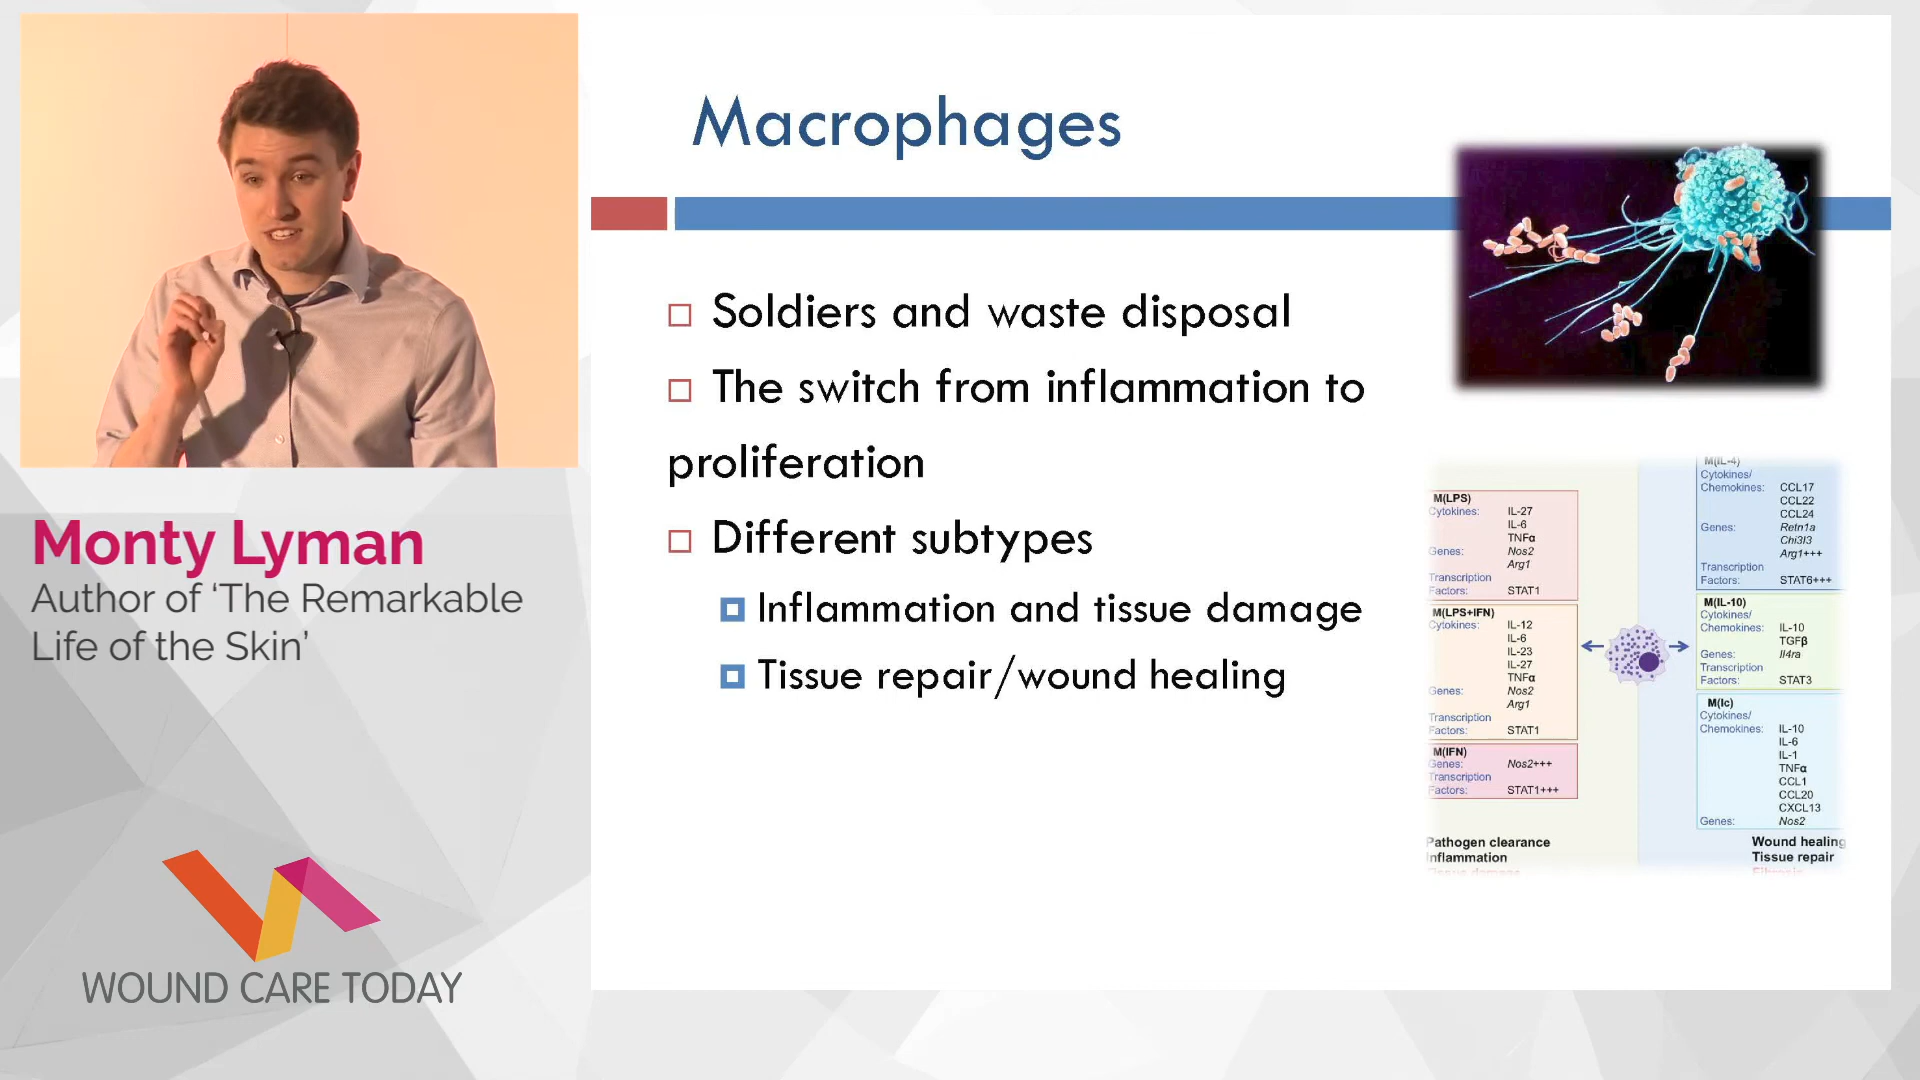 Monty Lyman
Author of ‘The Remarkable
Life of the Skin’
WOUND CARE TODAY
Macrophages
Soldiers and waste disposal
The switch from inflammation to
proliferation
Different subtypes
Inflammation and tissue damage
Tissue repair/wound healing
M(LPS)
Cytokines: IL-27
IL-6
TNFα
Genes: Nos2
Arg1
Transcription
Factors: STAT1
M(LPS+IFN)
Cytokines: IL-12
IL-6
IL-23
IL-27
TNFα
Genes: Nos2
Arg1
Transcription
Factors: STAT1
M(IFN)
Genes: Nos2+++
Transcription
Factors: STAT1+++
Pathogen clearance
Inflammation
Tissue damage
M(IL-4)
Cytokines/
Chemokines: CCL17
CCL22
CCL24
Genes: Retn1a
Chi3l3
Arg1+++
Transcription
Factors: STAT6+++
M(IL-10)
Cytokines/
Chemokines: IL-10
TGFβ
Genes: Il4ra
Transcription
Factors: STAT3
M(Ic)
Cytokines/
Chemokines: IL-10
IL-6
IL-1
TNFα
CCL1
CCL20
CXCL13
Genes: Nos2
Wound healing
Tissue repair
Fibrosis